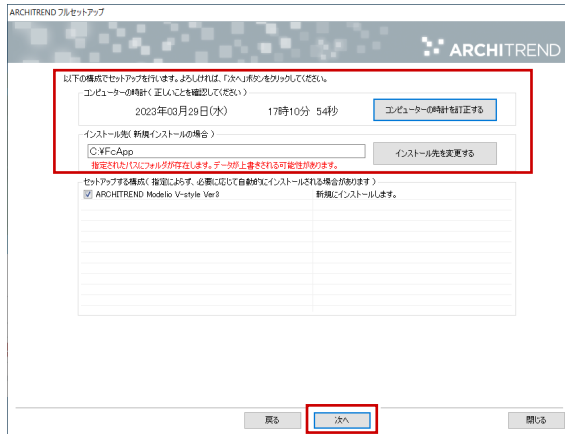 ARCHITREND フルセットアップ
ARCHITREND
以下の構成でセットアップを行います。よろしければ、「次へ」ボタンをクリックしてください。
コンピューターの時計( 正しいことを確認してください )
2023年03月29日(水) 17時10分 54秒 コンピューターの時計を訂正する
インストール先( 新規インストールの場合 )
C:¥FcApp インストール先を変更する
指定されたパスにフォルダが存在します。データが上書きされる可能性があります。
セットアップする構成( 指定によらず、必要に応じて自動的にインストールされる場合があります )
ARCHITREND Modelio V-style Ver3 新規にインストールします。
戻る 次へ 閉じる